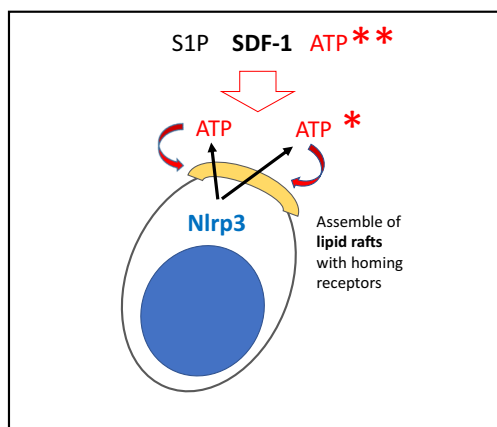 S1P SDF-1 ATP**
ATP ATP *
Nlrp3
Assemble of
lipid rafts
with homing
receptors